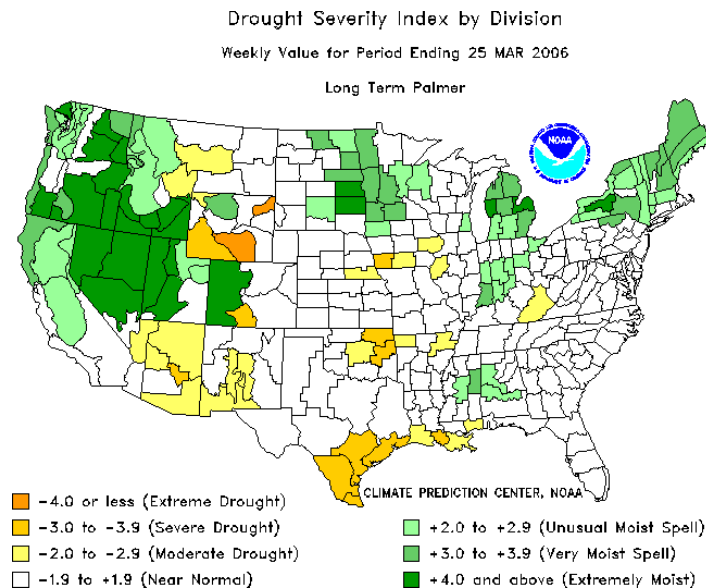 Drought Severity Index by Division
Weekly Value for Period Ending 25 MAR 2006
Long Term Palmer
NOAA
CLIMATE PREDICTION CENTER, NOAA
-4.0 or less (Extreme Drought)
-3.0 to -3.9 (Severe Drought)
-2.0 to -2.9 (Moderate Drought)
-1.9 to +1.9 (Near Normal)
+2.0 to +2.9 (Unusual Moist Spell)
+3.0 to +3.9 (Very Moist Spell)
+4.0 and above (Extremely Moist)